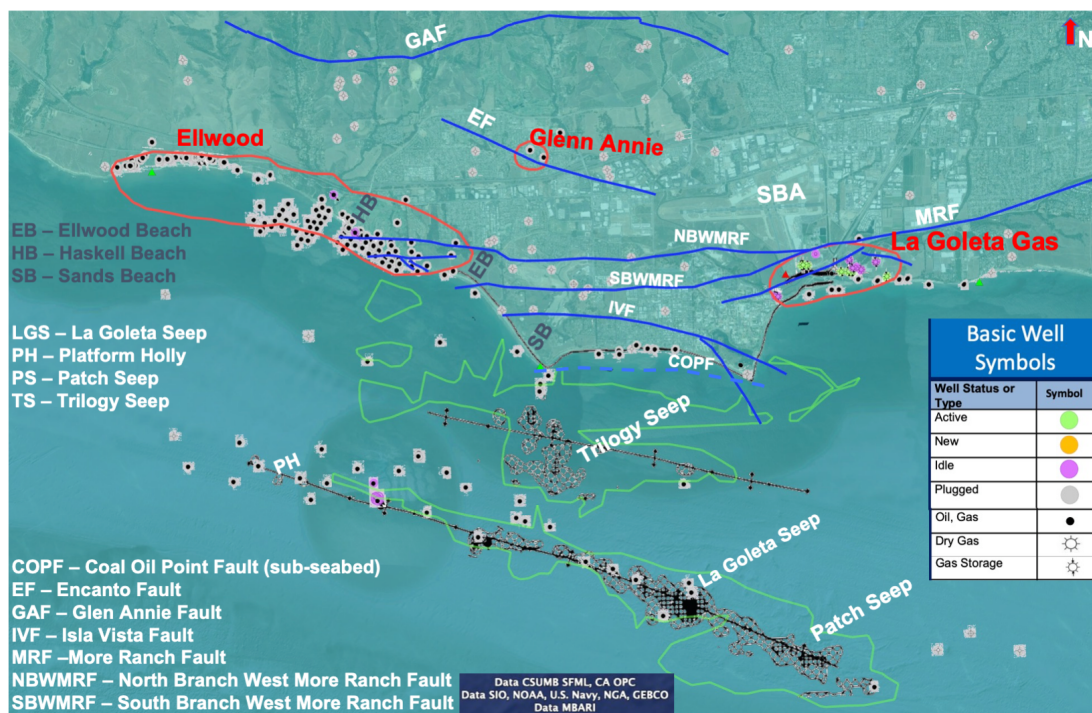 GAF
N
EF
Ellwood
Glenn Annie
SBA
HB
MRF
NBWMRF
La Goleta Gas
EB – Ellwood Beach
HB – Haskell Beach
SB – Sands Beach
EB
SBWMRF
IVF
SB
COPF
LGS – La Goleta Seep
PH – Platform Holly
PS – Patch Seep
TS – Trilogy Seep
Basic Well
Symbols
Well Status or
Type
Symbol
Active
New
Idle
Plugged
Oil, Gas
Dry Gas
Gas Storage
Trilogy Seep
PH
La Goleta Seep
Patch Seep
COPF – Coal Oil Point Fault (sub-seabed)
EF – Encanto Fault
GAF – Glen Annie Fault
IVF – Isla Vista Fault
MRF –More Ranch Fault
NBWMRF – North Branch West More Ranch Fault
SBWMRF – South Branch West More Ranch Fault
Data CSUMB SFML, CA OPC
Data SIO, NOAA, U.S. Navy, NGA, GEBCO
Data MBARI